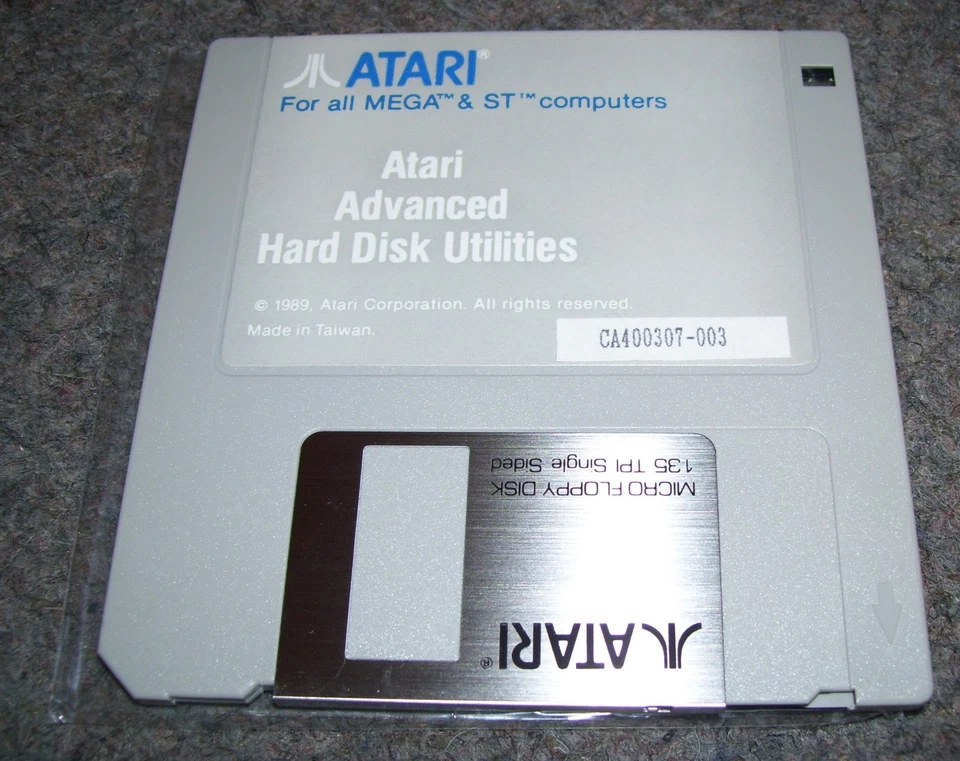 ATARI®
For all MEGA™ & ST™ computers
Atari
Advanced
Hard Disk Utilities
© 1989, Atari Corporation. All rights reserved.
Made in Taiwan.
CA400307-003
MICRO FLOPPY DISK
135 TPI Single Sided
ATARI®